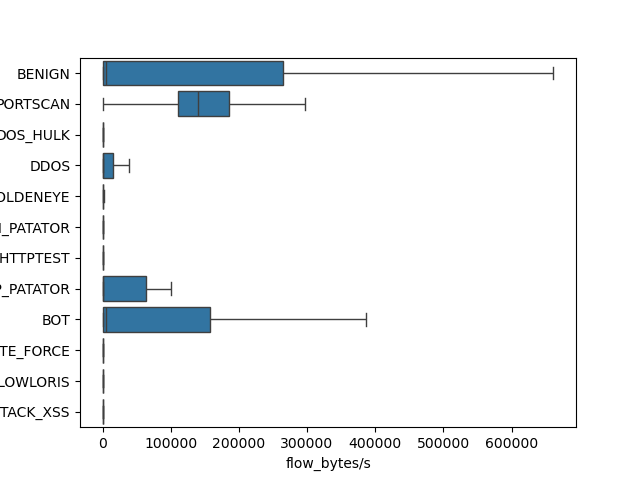 BENIGN
PORTSCAN
DOS_HULK
DDOS
OLDENEYE
_PATATOR
HTTPTEST
P_PATATOR
BOT
TE_FORCE
LOWLORIS
TACK_XSS
0 100000 200000 300000 400000 500000 600000
flow_bytes/s